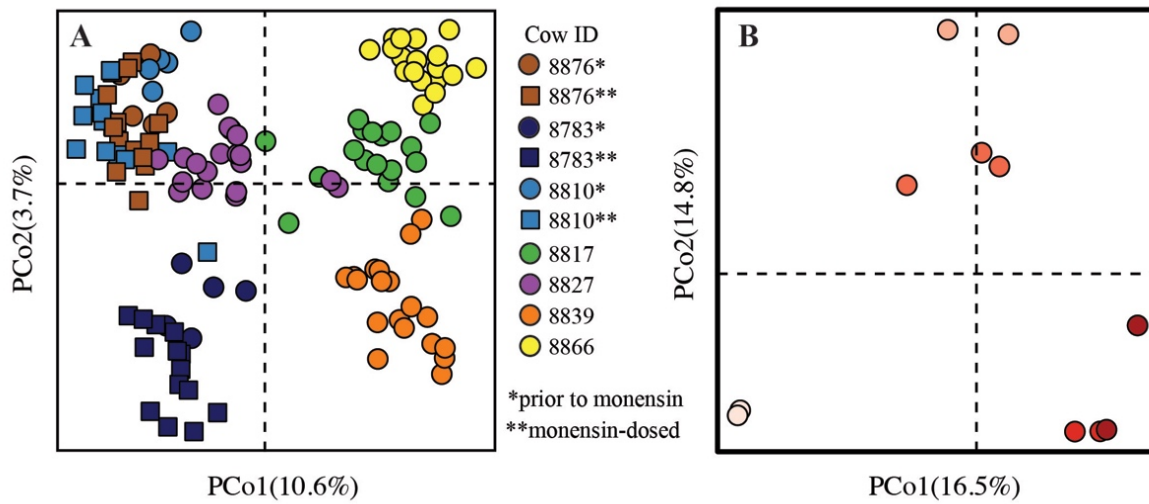 A
B
Cow ID
8876*
8876**
8783*
8783**
8810*
8810**
8817
8827
8839
8866
*prior to monensin
**monensin-dosed
PCo2(3.7%)
PCo1(10.6%)
PCo2(14.8%)
PCo1(16.5%)